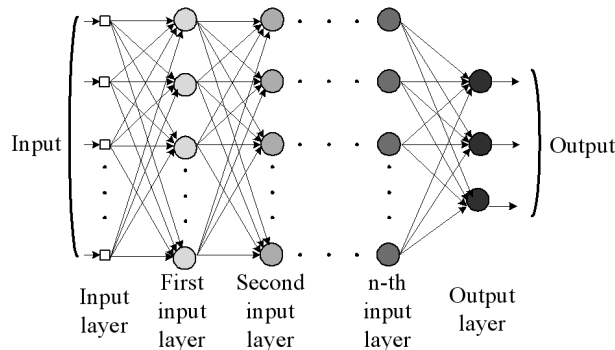 Input
Output
Input
layer
First
input
layer
Second
input
layer
n-th
input
layer
Output
layer